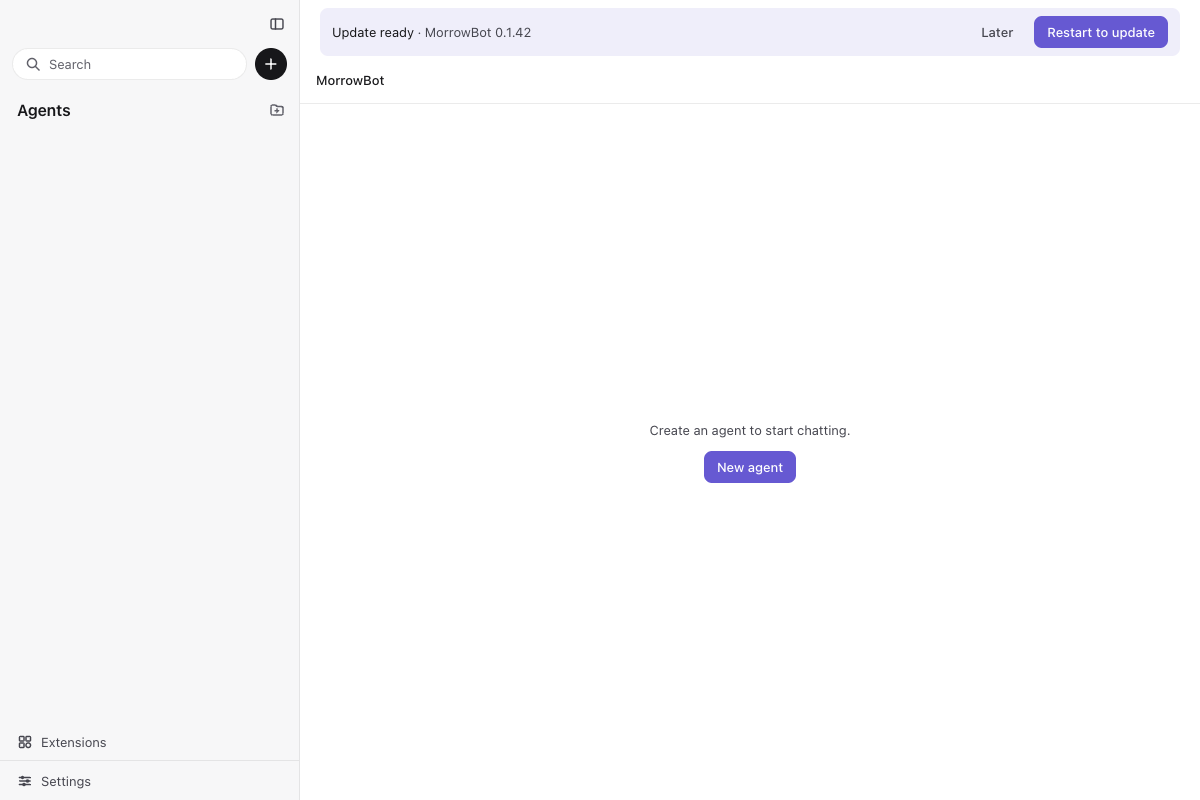 Search
Agents
Extensions
Settings
Update ready · MorrowBot 0.1.42
Later
Restart to update
MorrowBot
Create an agent to start chatting.
New agent